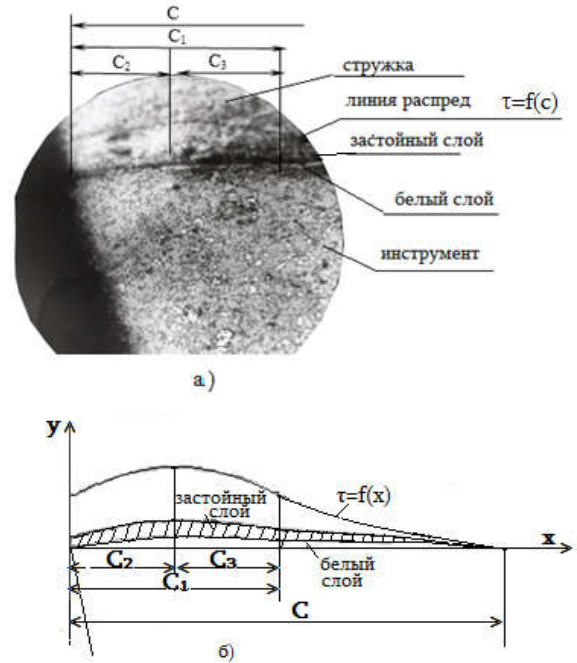 C
C₁
C₂ C₃
стружка
линия распред τ=f(c)
застойный слой
белый слой
инструмент
а)
y
τ=f(x)
застойный
слой
x
C₂ C₃
белый
слой
C₁
C
б)